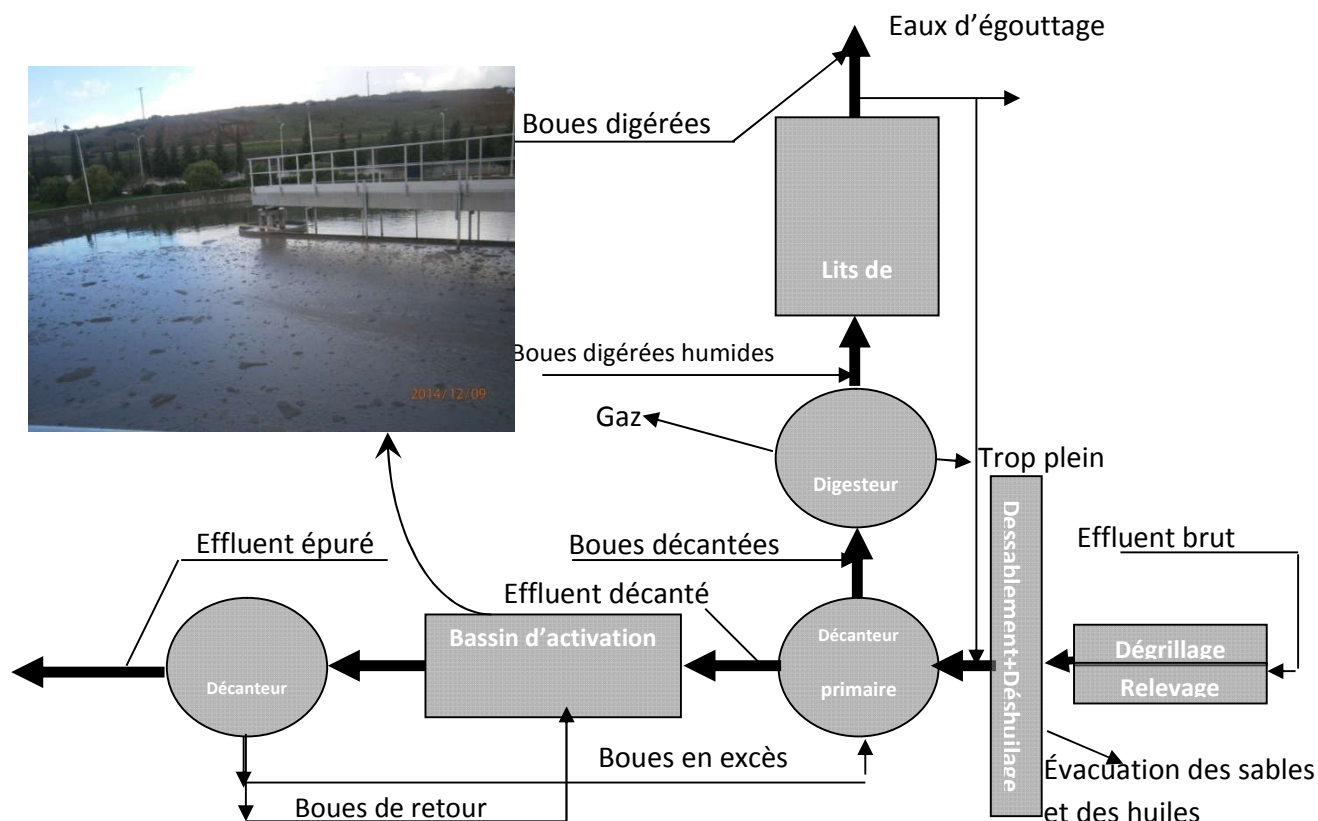 Eaux d'égouttage
Boues digérées
Lits de
2014/12/09
Boues digérées humides
Gaz
Trop plein
Digesteur
Dessablement+Déshuilage
Effluent brut
Effluent épuré
Boues décantées
Effluent décanté
Bassin d'activation
Décanteur
primaire
Dégrillage
Relevage
Décanteur
Boues en excès
Évacuation des sables
et des huiles
Boues de retour